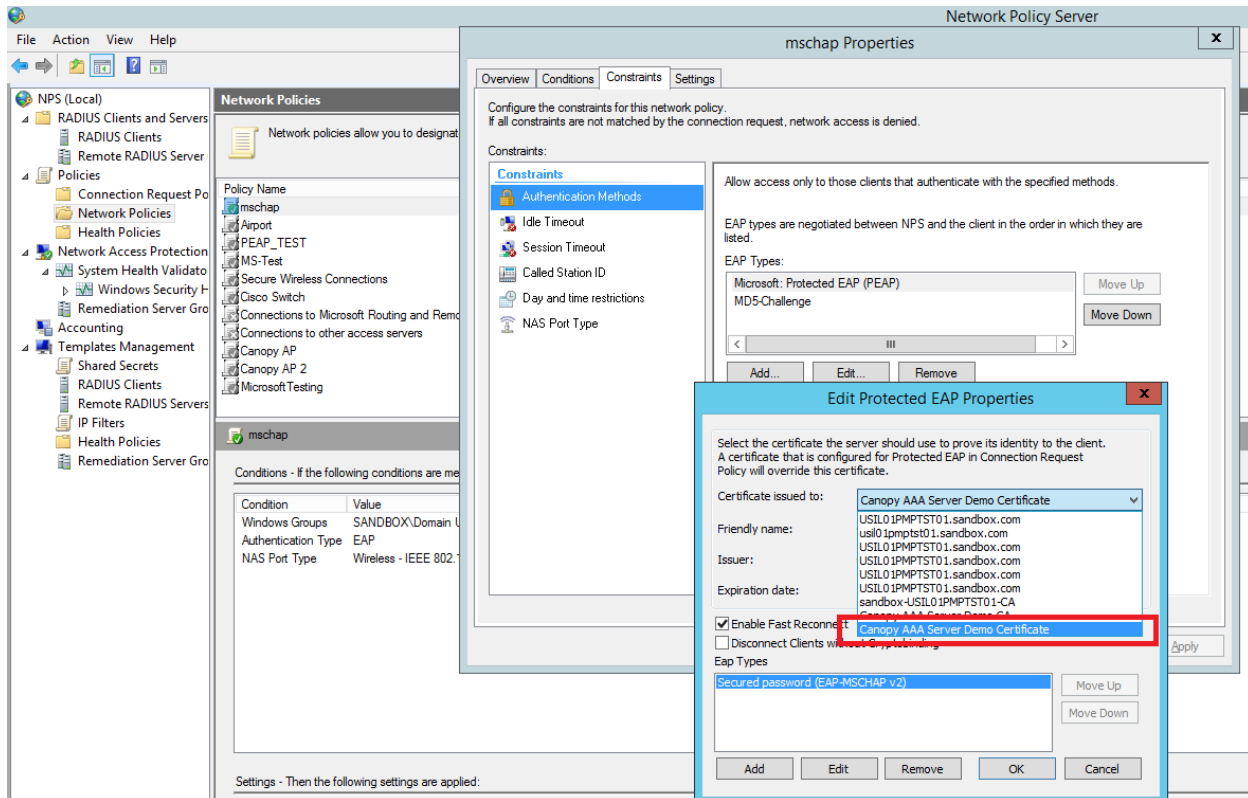 Network Policy Server
File Action View Help
NPS (Local)
RADIUS Clients and Servers
RADIUS Clients
Remote RADIUS Server
Policies
Connection Request Po
Network Policies
Health Policies
Network Access Protection
System Health Validato
Windows Security H
Remediation Server Gro
Accounting
Templates Management
Shared Secrets
RADIUS Clients
Remote RADIUS Servers
IP Filters
Health Policies
Remediation Server Gro
Network Policies
Network policies allow you to designat
Policy Name
mschap
Airport
PEAP_TEST
MS-Test
Secure Wireless Connections
Cisco Switch
Connections to Microsoft Routing and Remo
Connections to other access servers
Canopy AP
Canopy AP 2
MicrosoftTesting
mschap
Conditions - If the following conditions are me
Condition Value
Windows Groups SANDBOX\Domain U
Authentication Type EAP
NAS Port Type Wireless - IEEE 802.1
Settings - Then the following settings are applied:
mschap Properties
x
Overview Conditions Constraints Settings
Configure the constraints for this network policy.
If all constraints are not matched by the connection request, network access is denied.
Constraints:
Constraints
Authentication Methods
Idle Timeout
Session Timeout
Called Station ID
Day and time restrictions
NAS Port Type
Allow access only to those clients that authenticate with the specified methods.
EAP types are negotiated between NPS and the client in the order in which they are
listed.
EAP Types:
Microsoft: Protected EAP (PEAP)
MD5-Challenge
Move Up
Move Down
Add... Edit... Remove
Apply
Edit Protected EAP Properties
x
Select the certificate the server should use to prove its identity to the client.
A certificate that is configured for Protected EAP in Connection Request
Policy will override this certificate.
Certificate issued to: Canopy AAA Server Demo Certificate
Friendly name:
Issuer:
Expiration date:
USIL01PMPTST01.sandbox.com
usil01pmptst01.sandbox.com
USIL01PMPTST01.sandbox.com
USIL01PMPTST01.sandbox.com
USIL01PMPTST01.sandbox.com
USIL01PMPTST01.sandbox.com
sandbox-USIL01PMPTST01-CA
Canopy AAA Server Demo CA
Canopy AAA Server Demo Certificate
Enable Fast Reconnect
Disconnect Clients without Cryptobinding
Eap Types
Secured password (EAP-MSCHAP v2)
Move Up
Move Down
Add Edit Remove OK Cancel